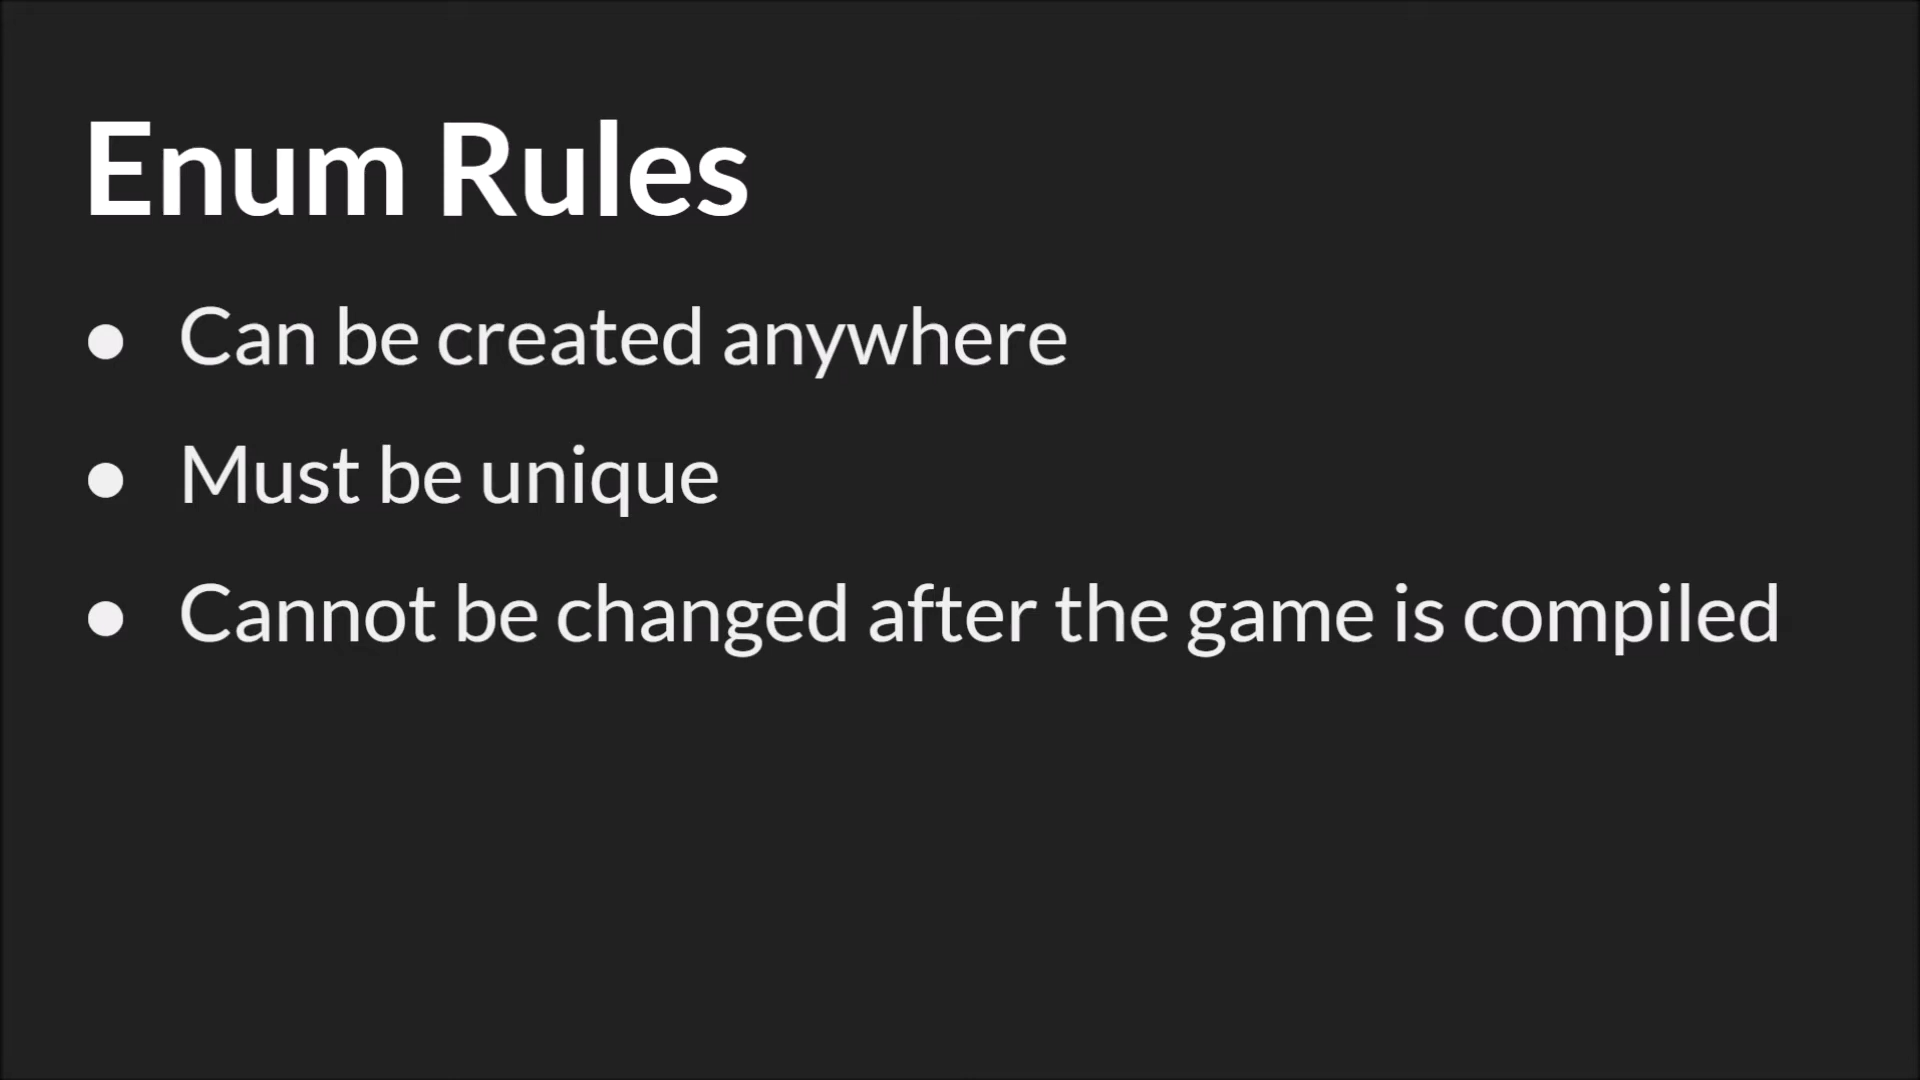 Enum Rules
● Can be created anywhere
● Must be unique
● Cannot be changed after the game is compiled